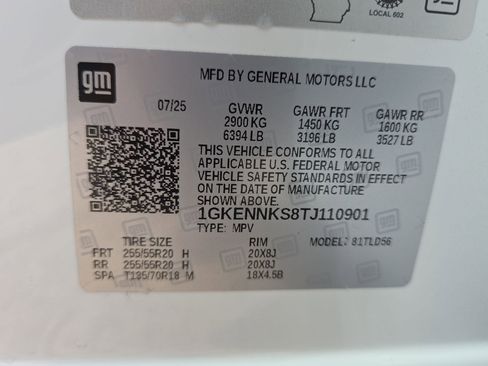 LOCAL 602
gm
MFD BY GENERAL MOTORS LLC
07/25 GVWR GAWR FRT GAWR RR
2900 KG 1450 KG 1600 KG
6394 LB 3196 LB 3527 LB
THIS VEHICLE CONFORMS TO ALL
APPLICABLE U.S. FEDERAL MOTOR
VEHICLE SAFETY STANDARDS IN EFFECT
ON THE DATE OF MANUFACTURE
SHOWN ABOVE.
1GKENNKS8TJ110901
TYPE: MPV
TIRE SIZE RIM MODEL: 81TLD56
FRT 255/55R20 H 20X8J
RR 255/55R20 H 20X8J
SPA T135/70R18 M 18X4.5B